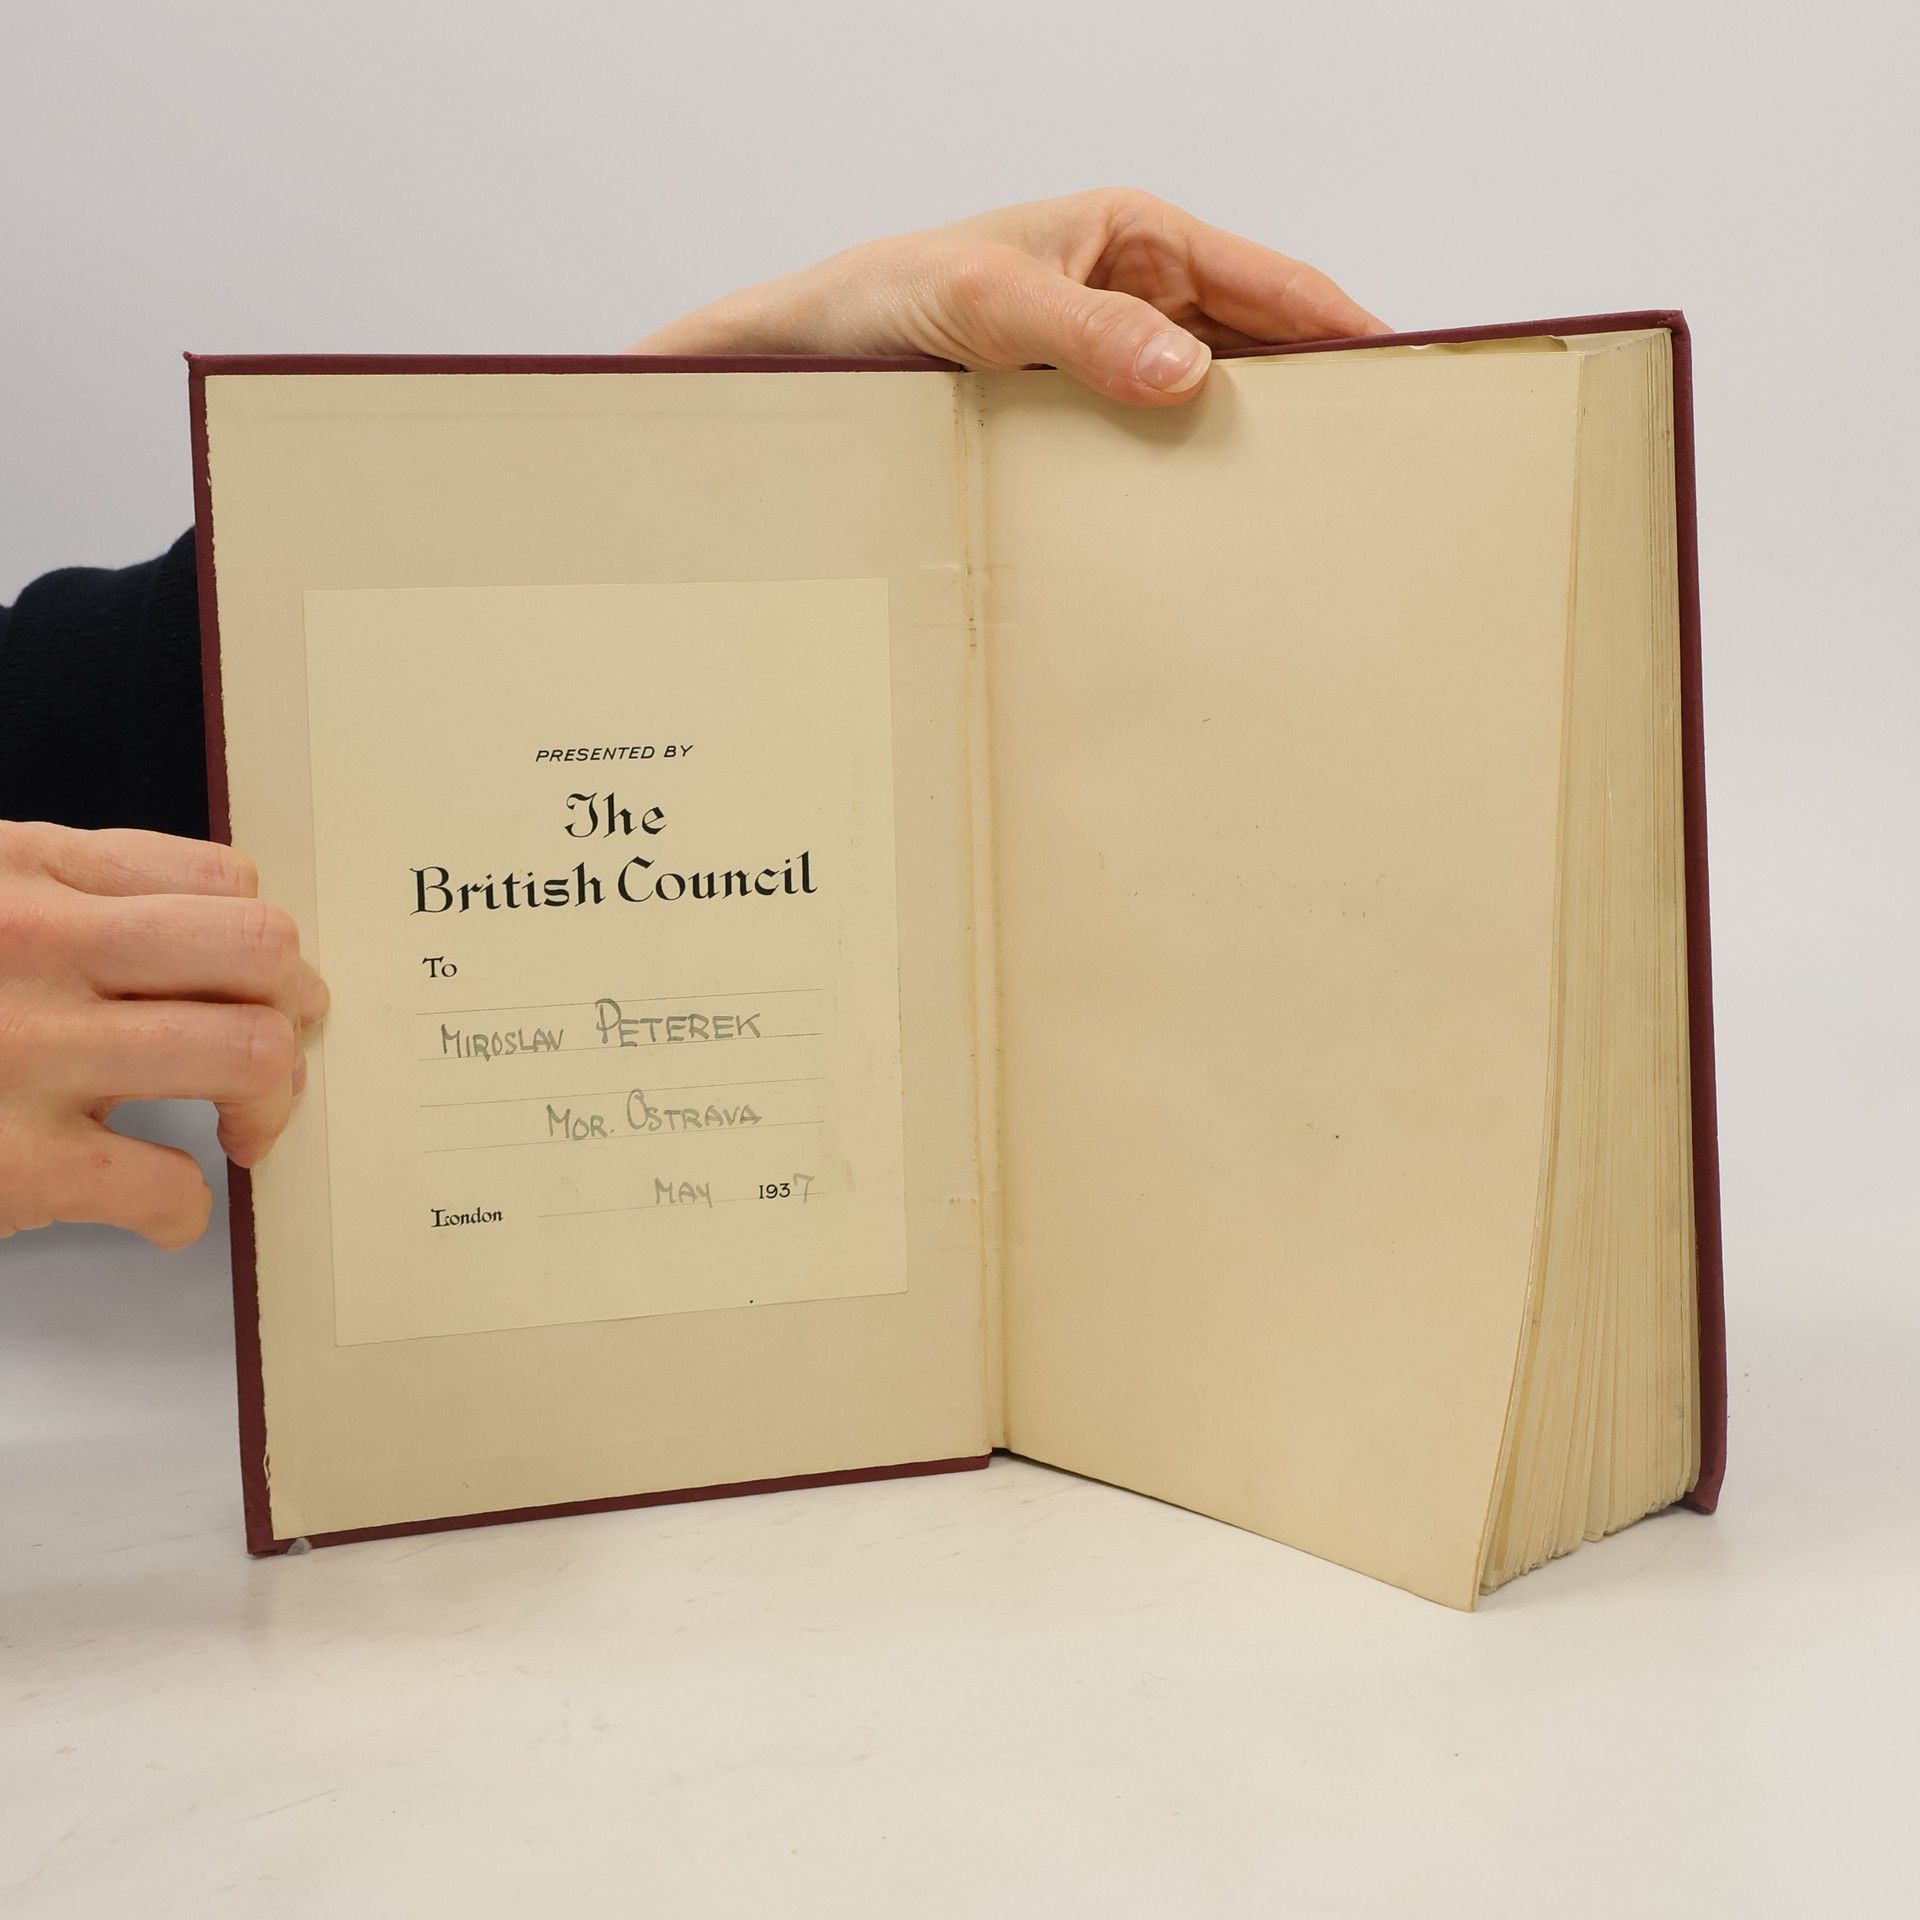 PRESENTED BY
The
British Council
To
MIROSLAV PETEREK
MOR. OSTRAVA
London MAY 1937